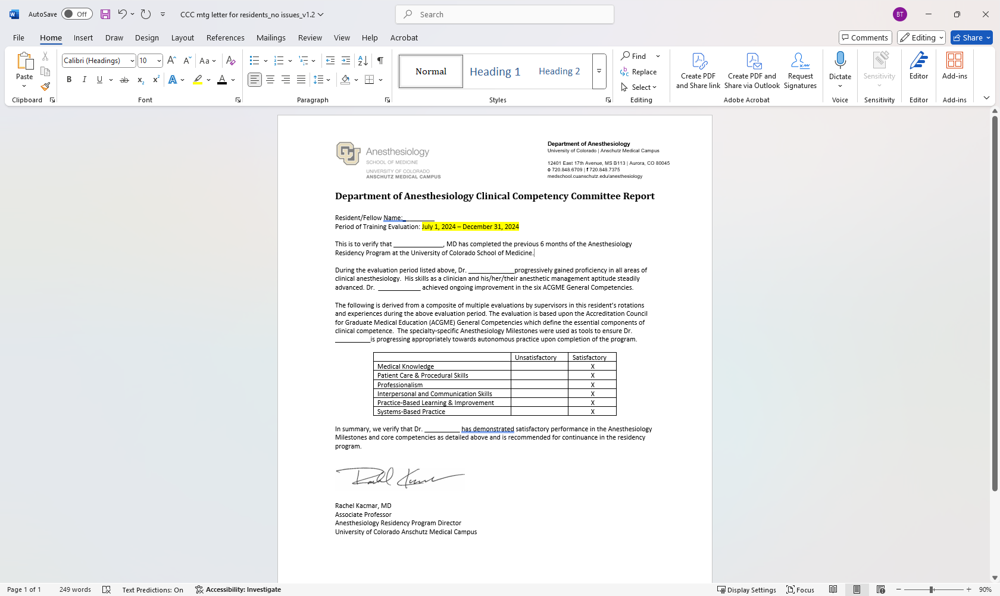 AutoSave Off CCC mtg letter for residents_no issues_v1.2 Search BT
File Home Insert Draw Design Layout References Mailings Review View Help Acrobat Comments Editing Share
Calibri (Headings) 10 Aa
Paste
Normal Heading 1 Heading 2
Find
Replace
Select
Create PDF and Share link
Create PDF and Share via Outlook
Request Signatures
Dictate
Sensitivity
Editor
Add-ins
Clipboard Font Paragraph Styles Editing Adobe Acrobat Voice Sensitivity Editor Add-ins
Anesthesiology
SCHOOL OF MEDICINE
UNIVERSITY OF COLORADO
ANSCHUTZ MEDICAL CAMPUS
Department of Anesthesiology
University of Colorado | Anschutz Medical Campus
12401 East 17th Avenue, MS B113 | Aurora, CO 80045
o 720.848.6709 | f 720.848.7375
medschool.cuanschutz.edu/anesthesiology
Department of Anesthesiology Clinical Competency Committee Report
Resident/Fellow Name:_________
Period of Training Evaluation: July 1, 2024 – December 31, 2024
This is to verify that ______________, MD has completed the previous 6 months of the Anesthesiology
Residency Program at the University of Colorado School of Medicine.
During the evaluation period listed above, Dr. _____________progressively gained proficiency in all areas of
clinical anesthesiology.  His skills as a clinician and his/her/their anesthetic management aptitude steadily
advanced. Dr.  ____________ achieved ongoing improvement in the six ACGME General Competencies.
The following is derived from a composite of multiple evaluations by supervisors in this resident’s rotations
and experiences during the above evaluation period. The evaluation is based upon the Accreditation Council
for Graduate Medical Education (ACGME) General Competencies which define the essential components of
clinical competence.  The specialty-specific Anesthesiology Milestones were used as tools to ensure Dr.
__________is progressing appropriately towards autonomous practice upon completion of the program.
Unsatisfactory Satisfactory
Medical Knowledge X
Patient Care & Procedural Skills X
Professionalism X
Interpersonal and Communication Skills X
Practice-Based Learning & Improvement X
Systems-Based Practice X
In summary, we verify that Dr. __________ has demonstrated satisfactory performance in the Anesthesiology
Milestones and core competencies as detailed above and is recommended for continuance in the residency
program.
Rachel Kacmar, MD
Associate Professor
Anesthesiology Residency Program Director
University of Colorado Anschutz Medical Campus
Page 1 of 1 249 words Text Predictions: On Accessibility: Investigate Display Settings Focus 90%